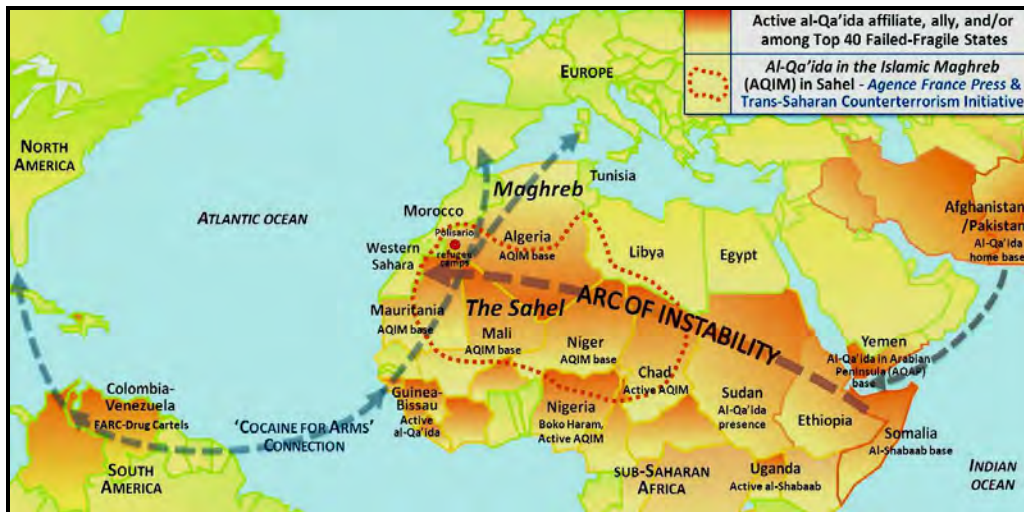 Active al-Qa'ida affiliate, ally, and/or
among Top 40 Failed-Fragile States
Al-Qa'ida in the Islamic Maghreb
(AQIM) in Sahel - Agence France Press &
Trans-Saharan Counterterrorism Initiative
EUROPE
NORTH
AMERICA
ATLANTIC OCEAN
Maghreb
Tunisia
Morocco
Polisario
refugee
camps
Algeria
AQIM base
Western
Sahara
Libya
Egypt
Afghanistan
/Pakistan
Al-Qa'ida
home base
ARC OF INSTABILITY
The Sahel
Mauritania
AQIM base
Mali
AQIM base
Niger
AQIM base
Chad
Active AQIM
Yemen
Al-Qa'ida in Arabian
Peninsula (AQAP)
base
Sudan
Al-Qa'ida
presence
Ethiopia
Somalia
Al-Shabaab base
Colombia-
Venezuela
FARC-Drug Cartels
'COCAINE FOR ARMS'
CONNECTION
Guinea-
Bissau
Active
al-Qa'ida
Nigeria
Boko Haram,
Active AQIM
SOUTH
AMERICA
SUB-SAHARAN
AFRICA
Uganda
Active al-Shabaab
INDIAN
OCEAN